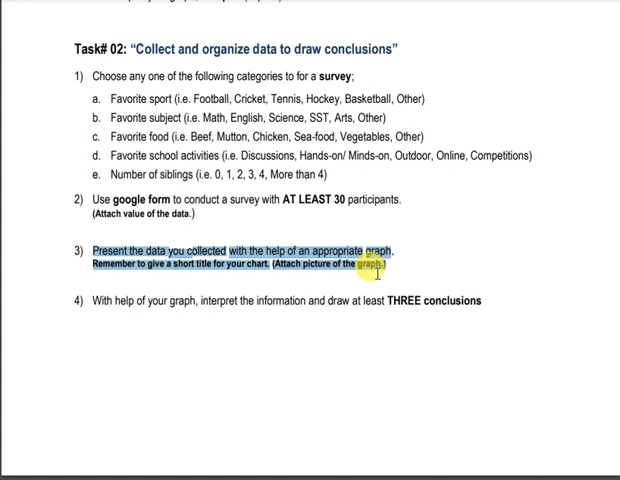 Task# 02: “Collect and organize data to draw conclusions”
1) Choose any one of the following categories to for a survey;
a. Favorite sport (i.e. Football, Cricket, Tennis, Hockey, Basketball, Other)
b. Favorite subject (i.e. Math, English, Science, SST, Arts, Other)
c. Favorite food (i.e. Beef, Mutton, Chicken, Sea-food, Vegetables, Other)
d. Favorite school activities (i.e. Discussions, Hands-on/ Minds-on, Outdoor, Online, Competitions)
e. Number of siblings (i.e. 0, 1, 2, 3, 4, More than 4)
2) Use google form to conduct a survey with AT LEAST 30 participants.
(Attach value of the data.)
3) Present the data you collected with the help of an appropriate graph.
Remember to give a short title for your chart. (Attach picture of the graph.)
4) With help of your graph, interpret the information and draw at least THREE conclusions